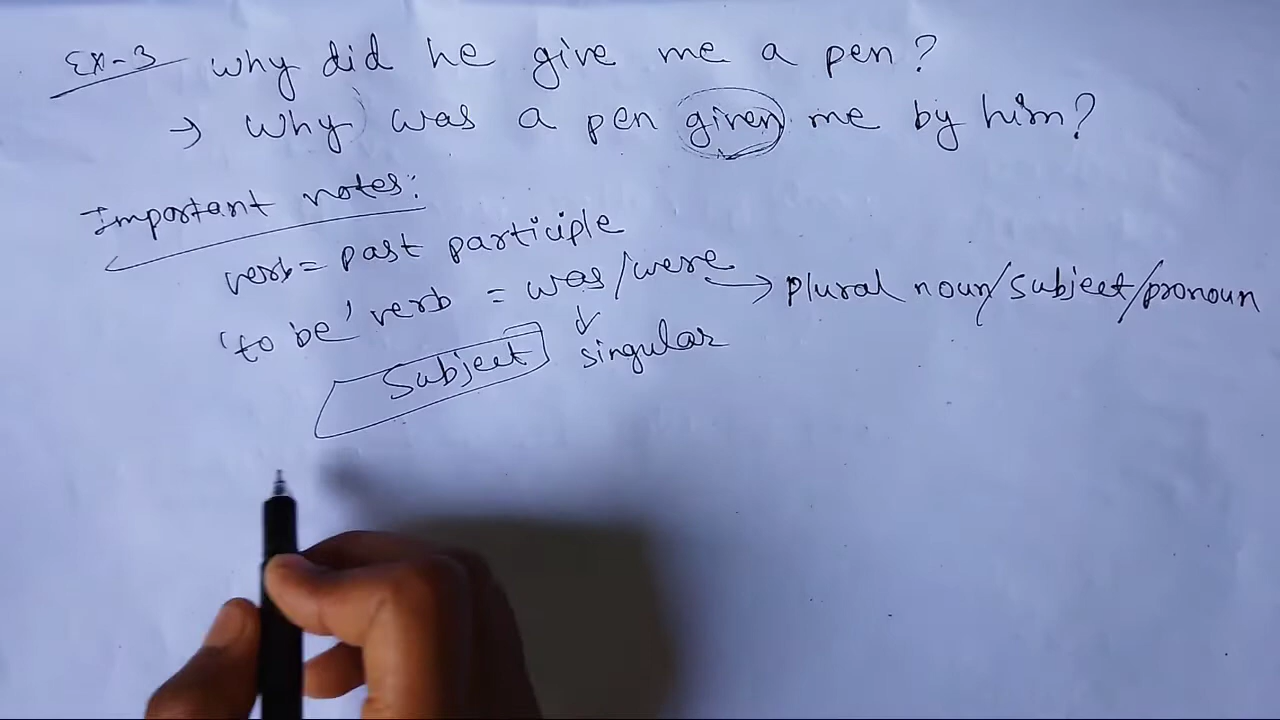 Ex-3 Why did he give me a pen?
→ Why was a pen given me by him?
Important notes:
verb = past participle
'to be' verb = was/were → plural noun/subject/pronoun
Subject ↓ singular